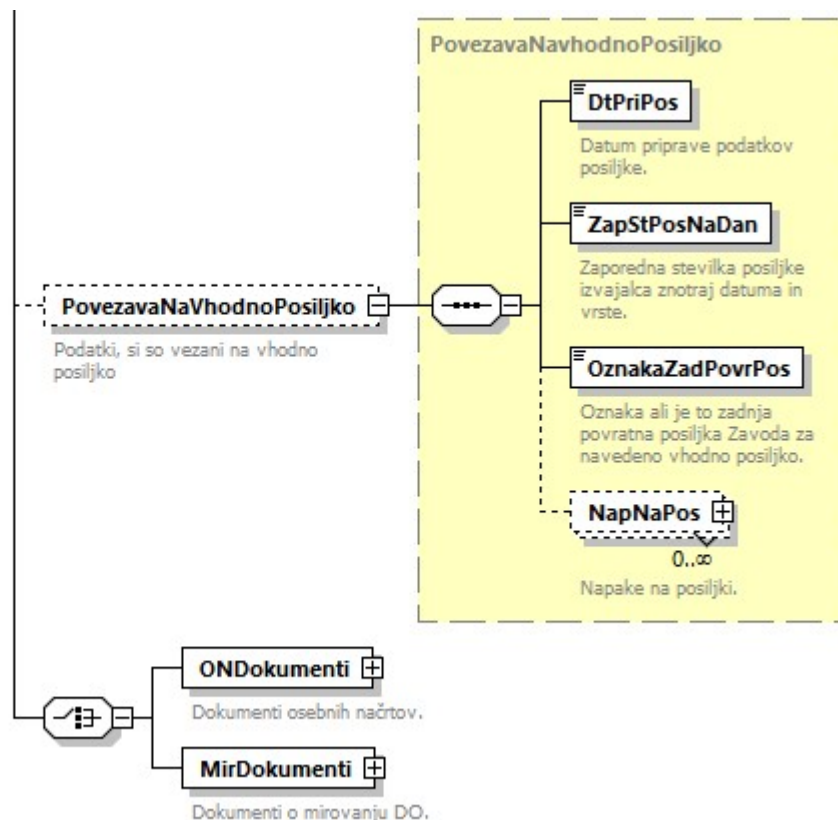 PovezavaNavhodnoPosiljko
DtPriPos
Datum priprave podatkov
posiljke.
ZapStPosNaDan
Zaporedna stevilka posiljke
izvajalca znotraj datuma in
vrste.
PovezavaNaVhodnoPosiljko
Podatki, si so vezani na vhodno
posiljko
OznakaZadPovrPos
Oznaka ali je to zadnja
povratna posiljka Zavoda za
navedeno vhodno posiljko.
NapNaPos
0..∞
Napake na posiljki.
ONDokumenti
Dokumenti osebnih načrtov.
MirDokumenti
Dokumenti o mirovanju DO.